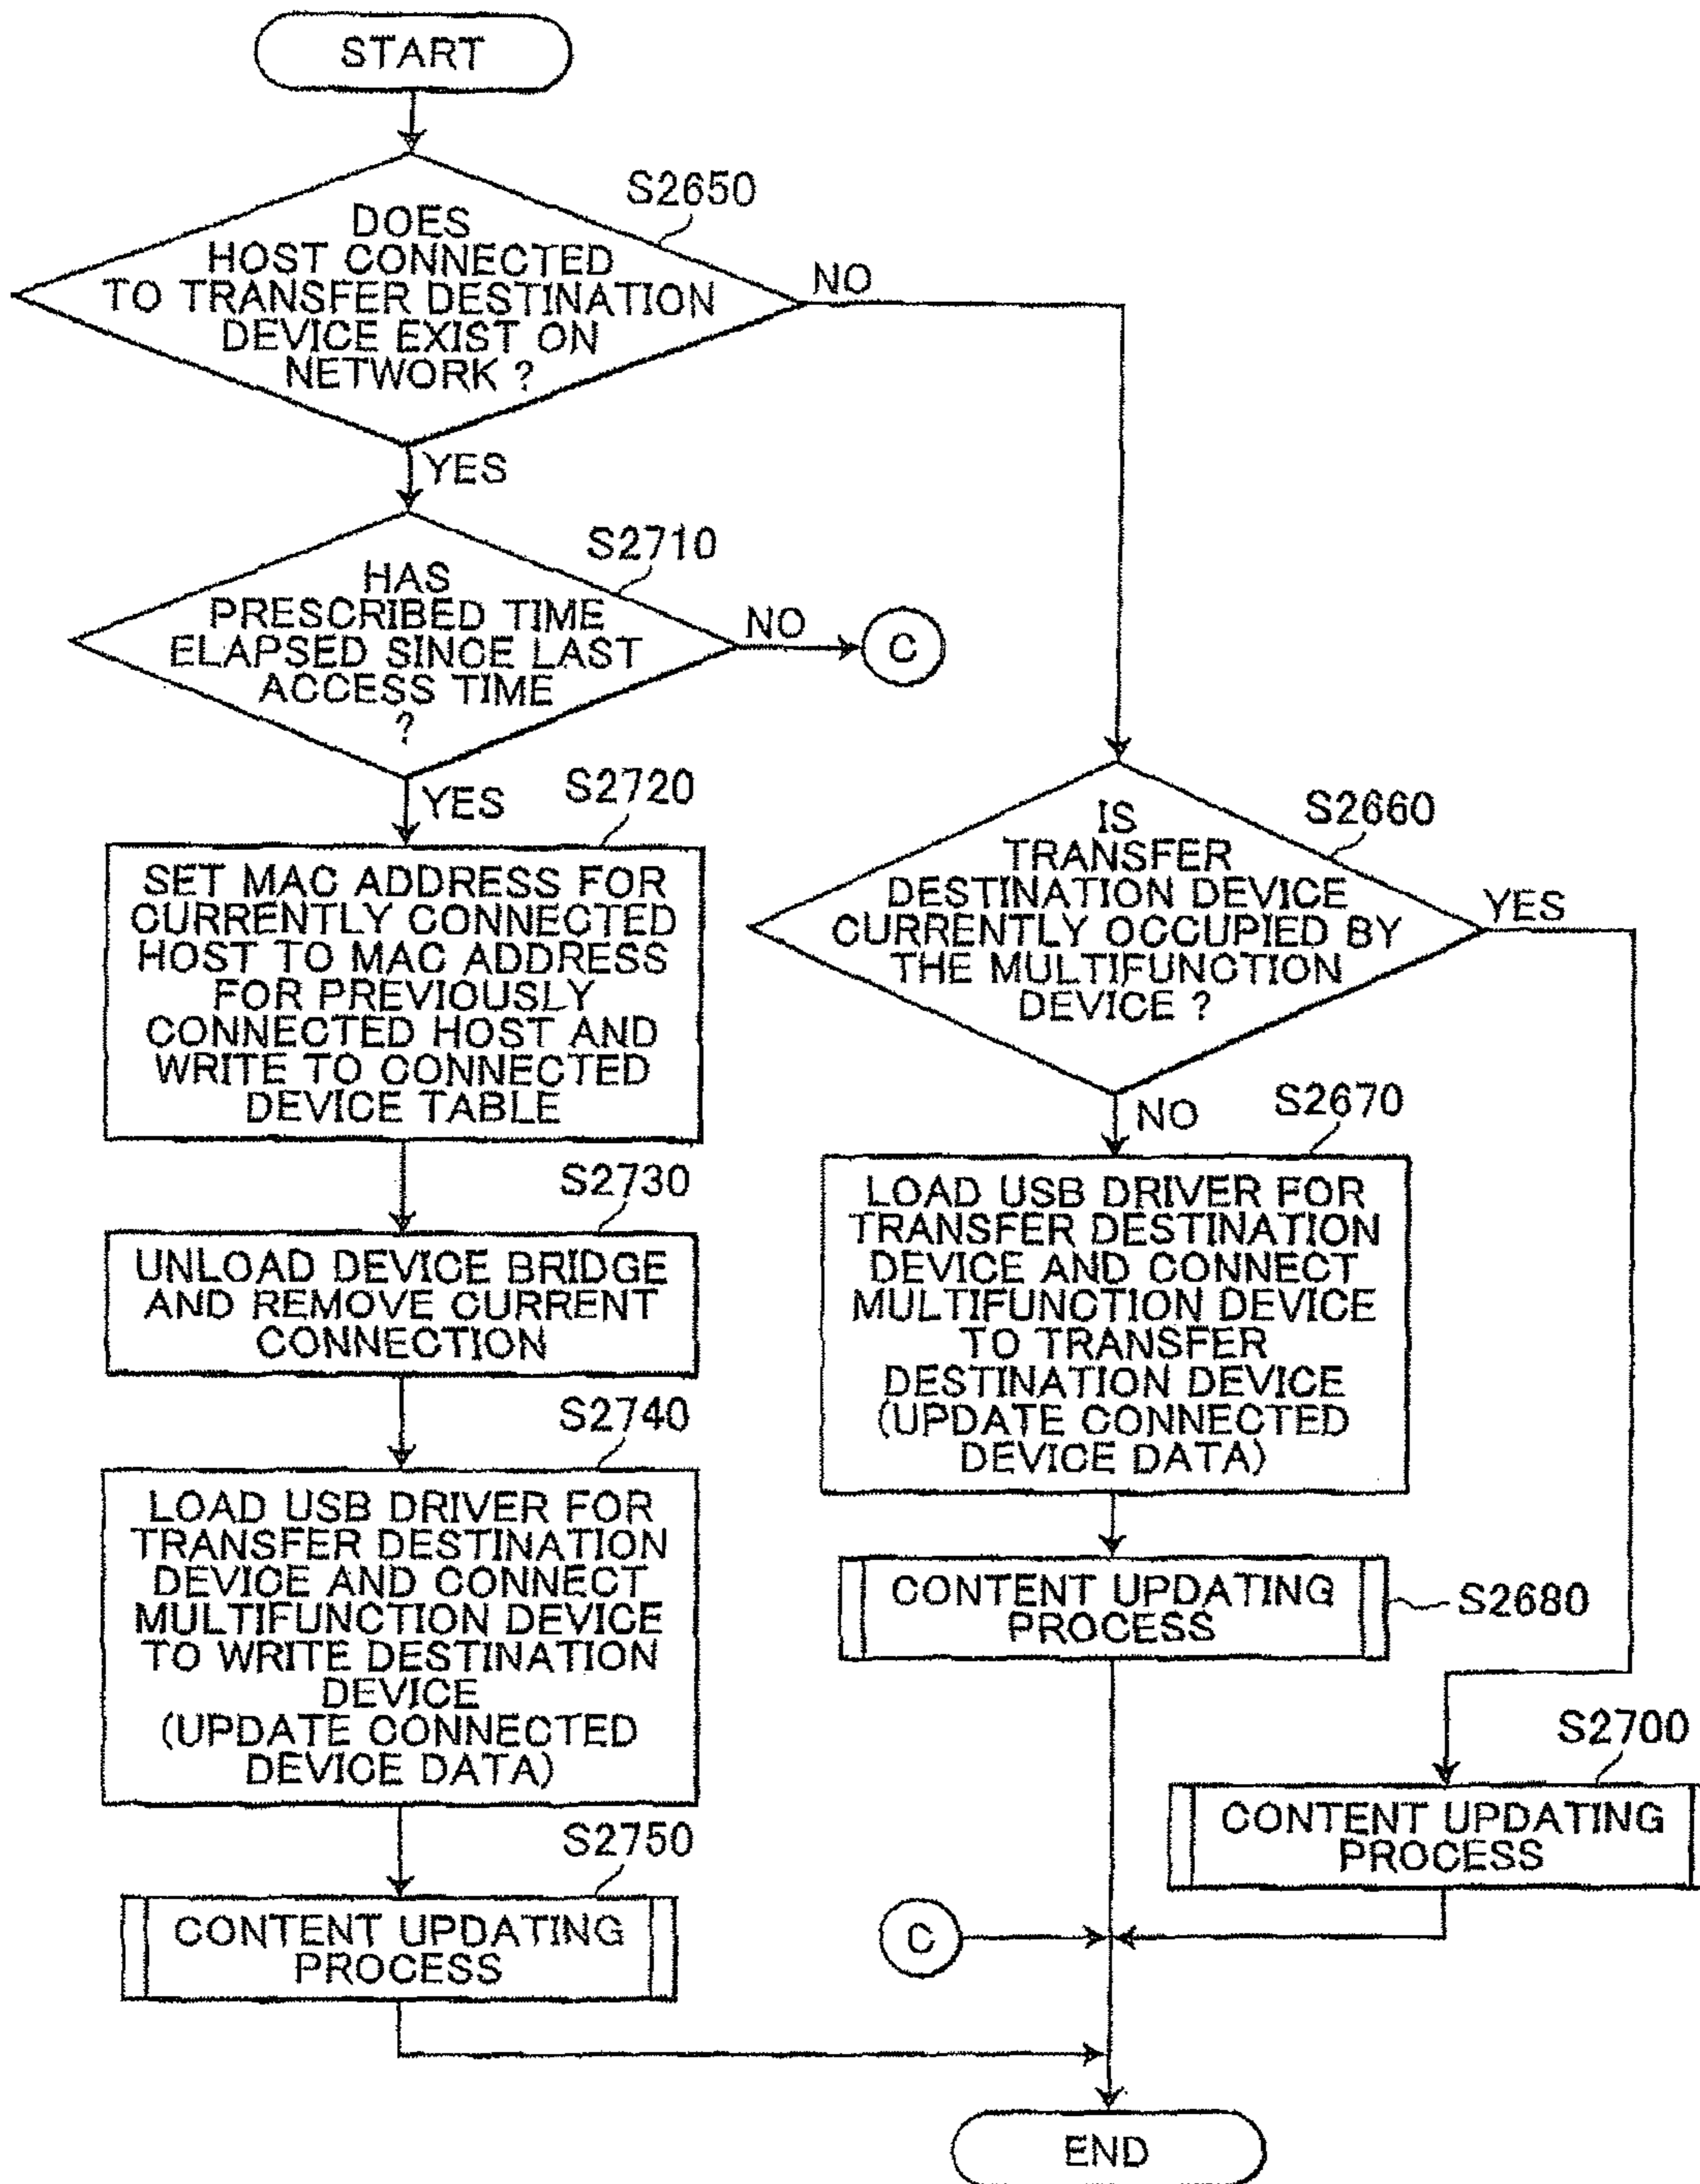 START
S2650
DOES
HOST CONNECTED
TO TRANSFER DESTINATION
DEVICE EXIST ON
NETWORK ?
NO
YES
S2710
HAS
PRESCRIBED TIME
ELAPSED SINCE LAST
ACCESS TIME
?
NO
C
YES
S2720
SET MAC ADDRESS FOR
CURRENTLY CONNECTED
HOST TO MAC ADDRESS
FOR PREVIOUSLY
CONNECTED HOST AND
WRITE TO CONNECTED
DEVICE TABLE
S2730
UNLOAD DEVICE BRIDGE
AND REMOVE CURRENT
CONNECTION
S2740
LOAD USB DRIVER FOR
TRANSFER DESTINATION
DEVICE AND CONNECT
MULTIFUNCTION DEVICE
TO WRITE DESTINATION
DEVICE
(UPDATE CONNECTED
DEVICE DATA)
S2750
CONTENT UPDATING
PROCESS
S2660
IS
TRANSFER
DESTINATION DEVICE
CURRENTLY OCCUPIED BY
THE MULTIFUNCTION
DEVICE ?
YES
NO
S2670
LOAD USB DRIVER FOR
TRANSFER DESTINATION
DEVICE AND CONNECT
MULTIFUNCTION DEVICE
TO TRANSFER
DESTINATION DEVICE
(UPDATE CONNECTED
DEVICE DATA)
CONTENT UPDATING
PROCESS
S2680
S2700
CONTENT UPDATING
PROCESS
C
END